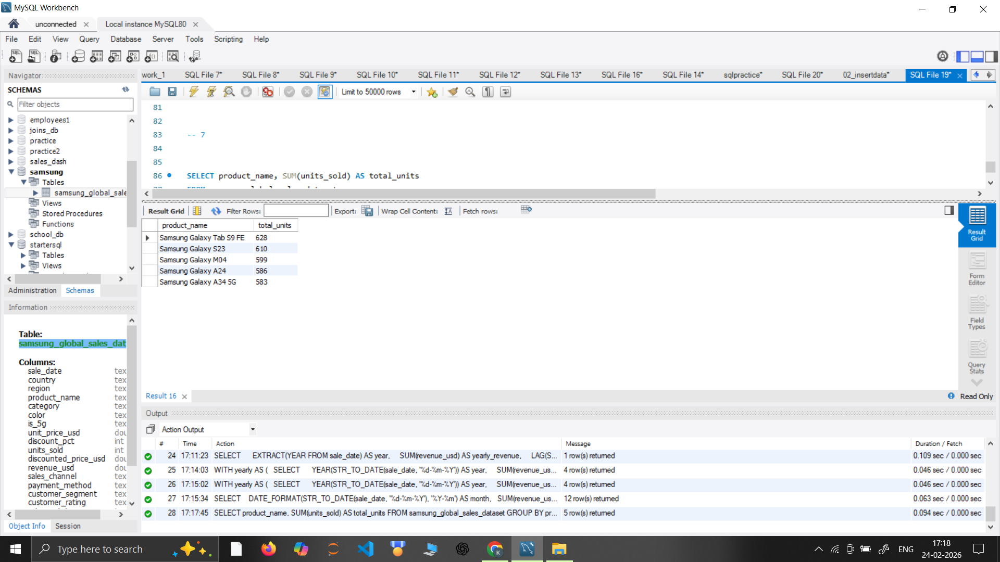 MySQL Workbench
unconnected
Local instance MySQL80
File Edit View Query Database Server Tools Scripting Help
Navigator
SCHEMAS
Filter objects
employees1
joins_db
practice
practice2
sales_dash
samsung
Tables
samsung_global_sale
Views
Stored Procedures
Functions
school_db
startersql
Tables
Views
Administration Schemas
Information
Table:
samsung_global_sales_dat
Columns:
sale_date tex
country tex
region tex
product_name tex
category tex
color tex
is_5g tex
unit_price_usd dou
discount_pct int
units_sold int
discounted_price_usd dou
revenue_usd dou
sales_channel tex
payment_method tex
customer_segment tex
customer_rating tex
Object Info Session
work_1 SQL File 7* SQL File 8* SQL File 9* SQL File 10* SQL File 11* SQL File 12* SQL File 13* SQL File 16* SQL File 14* sqlpractice* SQL File 20* 02_insertdata* SQL File 19*
Limit to 50000 rows
81
82
83 -- 7
84
85
86 SELECT product_name, SUM(units_sold) AS total_units
Result Grid Filter Rows: Export: Wrap Cell Content: Fetch rows:
product_name total_units
Samsung Galaxy Tab S9 FE 628
Samsung Galaxy S23 610
Samsung Galaxy M04 599
Samsung Galaxy A24 586
Samsung Galaxy A34 5G 583
Result Grid
Form Editor
Field Types
Query Stats
Result 16
Read Only
Output
Action Output
# Time Action Message Duration / Fetch
24 17:11:23 SELECT EXTRACT(YEAR FROM sale_date) AS year, SUM(revenue_usd) AS yearly_revenue, LAG(S... 1 row(s) returned 0.109 sec / 0.000 sec
25 17:14:03 WITH yearly AS ( SELECT YEAR(STR_TO_DATE(sale_date, '%d-%m-%Y')) AS year, SUM(revenue_us... 4 row(s) returned 0.046 sec / 0.000 sec
26 17:15:02 WITH yearly AS ( SELECT YEAR(STR_TO_DATE(sale_date, '%d-%m-%Y')) AS year, SUM(revenue_us... 4 row(s) returned 0.046 sec / 0.000 sec
27 17:15:34 SELECT DATE_FORMAT(STR_TO_DATE(sale_date, '%d-%m-%Y'), '%Y-%m') AS month, SUM(revenue_us... 12 row(s) returned 0.063 sec / 0.000 sec
28 17:17:45 SELECT product_name, SUM(units_sold) AS total_units FROM samsung_global_sales_dataset GROUP BY pr... 5 row(s) returned 0.094 sec / 0.000 sec
Type here to search
ENG
17:18
24-02-2026